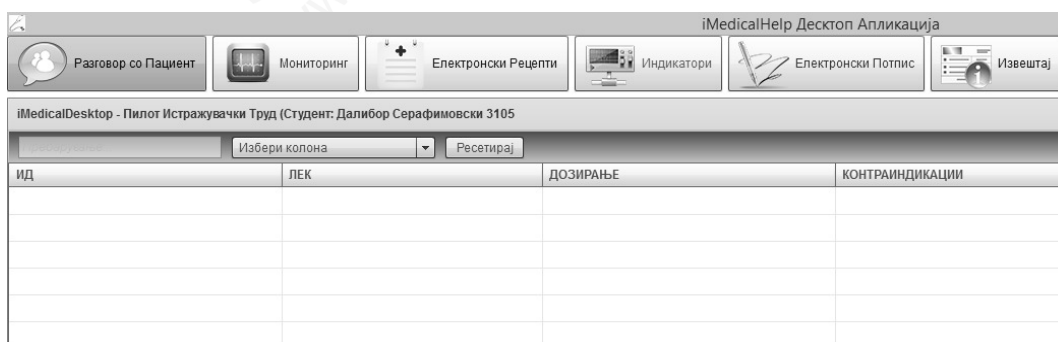 iMedicalHelp Десктоп Апликација
Разговор со Пациент Мониторинг Електронски Рецепти Индикатори Електронски Потпис Извештај
iMedicalDesktop - Пилот Истражувачки Труд (Студент: Далибор Серафимовски 3105
Избери колона Ресетирај
ИД ЛЕК ДОЗИРАЊЕ КОНТРАИНДИКАЦИИ